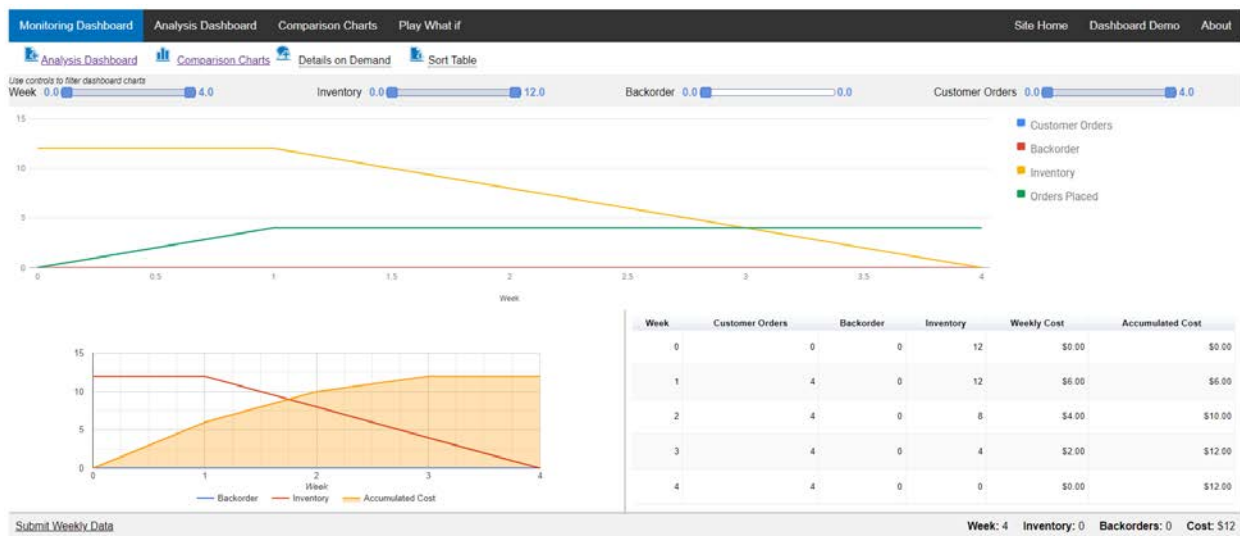 Monitoring Dashboard Analysis Dashboard Comparison Charts Play What if Site Home Dashboard Demo About
Analysis Dashboard Comparison Charts Details on Demand Sort Table
Use controls to filter dashboard charts
Week 0.0 4.0 Inventory 0.0 12.0 Backorder 0.0 0.0 Customer Orders 0.0 4.0
15
10
5
0
0 0.5 1 1.5 2 2.5 3 3.5 4
Week
Customer Orders
Backorder
Inventory
Orders Placed
15
10
5
0
0 1 2 3 4
Week
Backorder Inventory Accumulated Cost
Week Customer Orders Backorder Inventory Weekly Cost Accumulated Cost
0 0 0 12 $0.00 $0.00
1 4 0 12 $6.00 $6.00
2 4 0 8 $4.00 $10.00
3 4 0 4 $2.00 $12.00
4 4 0 0 $0.00 $12.00
Submit Weekly Data Week: 4 Inventory: 0 Backorders: 0 Cost: $12